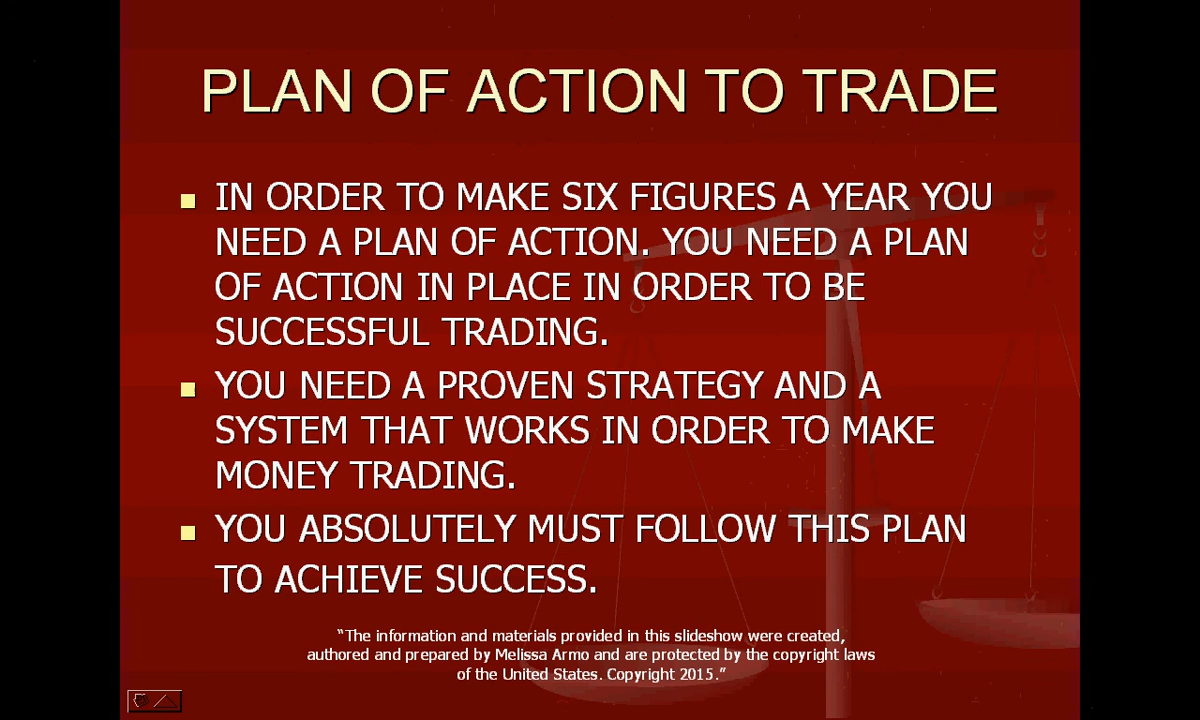 PLAN OF ACTION TO TRADE
IN ORDER TO MAKE SIX FIGURES A YEAR YOU
NEED A PLAN OF ACTION. YOU NEED A PLAN
OF ACTION IN PLACE IN ORDER TO BE
SUCCESSFUL TRADING.
YOU NEED A PROVEN STRATEGY AND A
SYSTEM THAT WORKS IN ORDER TO MAKE
MONEY TRADING.
YOU ABSOLUTELY MUST FOLLOW THIS PLAN
TO ACHIEVE SUCCESS.
“The information and materials provided in this slideshow were created,
authored and prepared by Melissa Armo and are protected by the copyright laws
of the United States. Copyright 2015.”